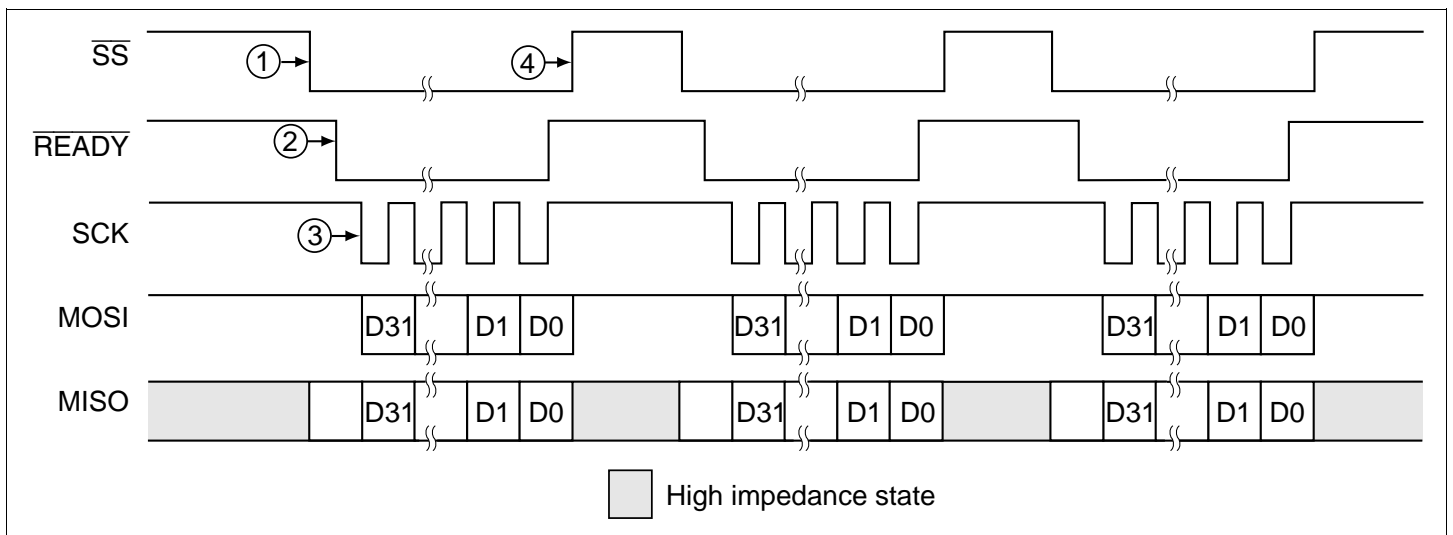 SS
① ④
READY
②
SCK
③
MOSI D31 D1 D0 D31 D1 D0 D31 D1 D0
MISO D31 D1 D0 D31 D1 D0 D31 D1 D0
High impedance state